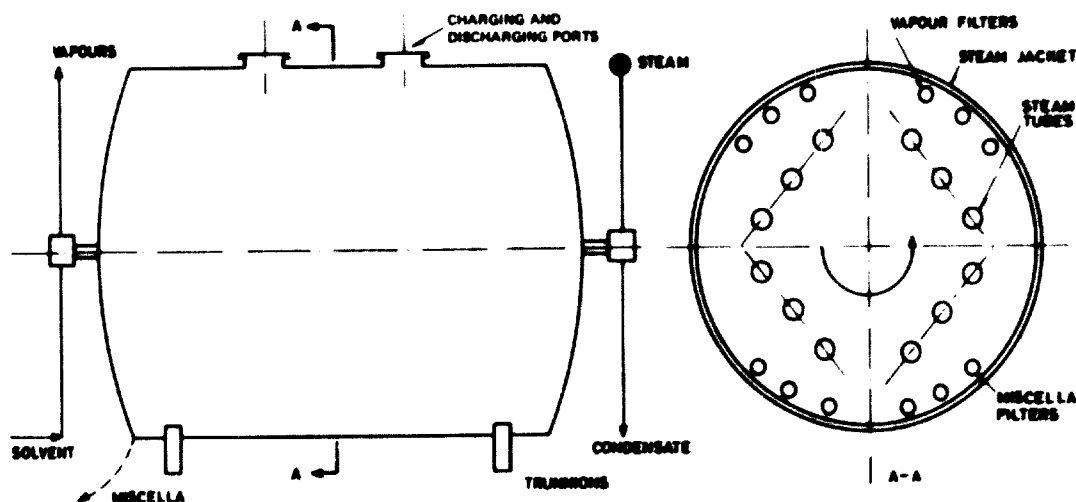 A
CHARGING AND
DISCHARGING PORTS
VAPOURS
STEAM
VAPOUR FILTERS
STEAM JACKET
STEAM
TUBES
SOLVENT
MISCELLA
A
TRUNNIONS
CONDENSATE
MISCELLA
FILTERS
A-A